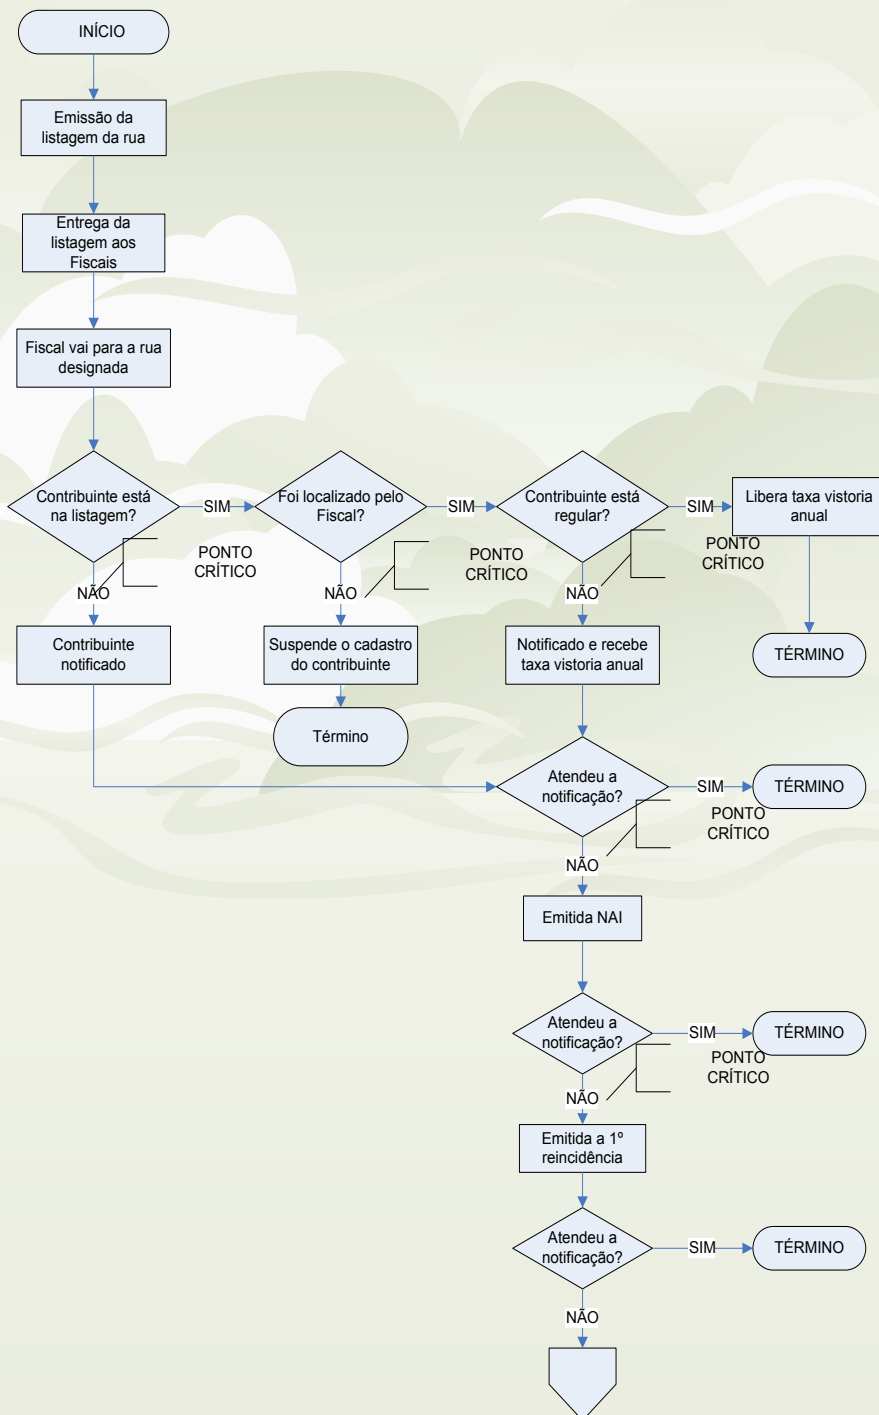 INÍCIO
Emissão da
listagem da rua
Entrega da
listagem aos
Fiscais
Fiscal vai para a rua
designada
Contribuinte está
na listagem?
SIM
Foi localizado pelo
Fiscal?
SIM
Contribuinte está
regular?
SIM
Libera taxa vistoria
anual
PONTO
CRÍTICO
PONTO
CRÍTICO
PONTO
CRÍTICO
NÃO
NÃO
NÃO
Contribuinte
notificado
Suspende o cadastro
do contribuinte
Notificado e recebe
taxa vistoria anual
TÉRMINO
Término
Atendeu a
notificação?
SIM
TÉRMINO
PONTO
CRÍTICO
NÃO
Emitida NAI
Atendeu a
notificação?
SIM
TÉRMINO
PONTO
CRÍTICO
NÃO
Emitida a 1º
reincidência
Atendeu a
notificação?
SIM
TÉRMINO
NÃO